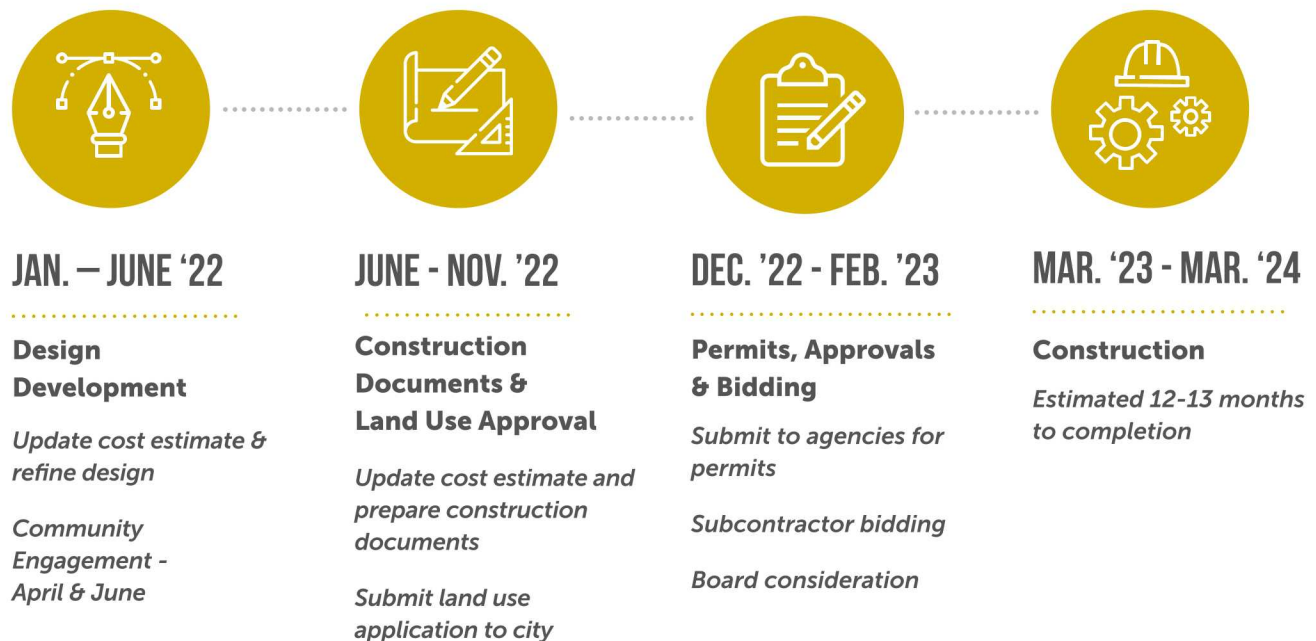 JAN. – JUNE ‘22
Design
Development
Update cost estimate &
refine design
Community
Engagement -
April & June
JUNE - NOV. ’22
Construction
Documents &
Land Use Approval
Update cost estimate and
prepare construction
documents
Submit land use
application to city
DEC. ’22 - FEB. ’23
Permits, Approvals
& Bidding
Submit to agencies for
permits
Subcontractor bidding
Board consideration
MAR. ‘23 - MAR. ‘24
Construction
Estimated 12-13 months
to completion